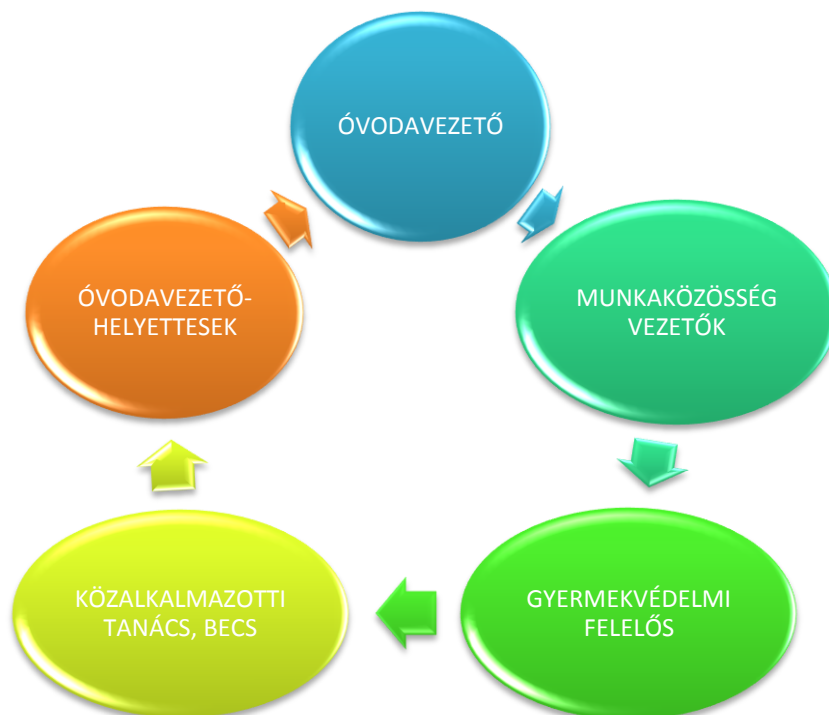 ÓVODAVEZETŐ
MUNKAKÖZÖSSÉG
VEZETŐK
GYERMEKVÉDELMI
FELELŐS
KÖZALKALMAZOTTI
TANÁCS, BECS
ÓVODAVEZETŐ-
HELYETTESEK